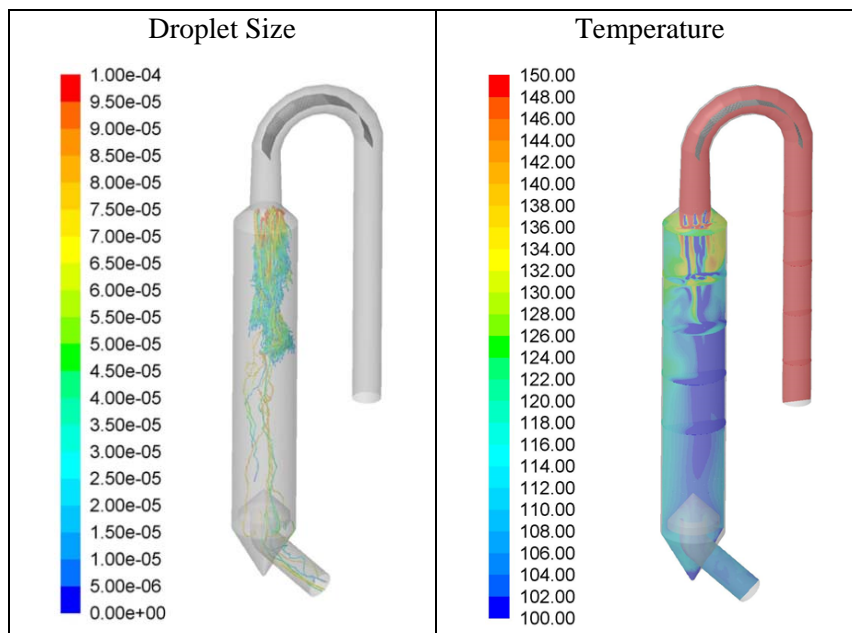 Droplet Size
1.00e-04
9.50e-05
9.00e-05
8.50e-05
8.00e-05
7.50e-05
7.00e-05
6.50e-05
6.00e-05
5.50e-05
5.00e-05
4.50e-05
4.00e-05
3.50e-05
3.00e-05
2.50e-05
2.00e-05
1.50e-05
1.00e-05
5.00e-06
0.00e+00
Temperature
150.00
148.00
146.00
144.00
142.00
140.00
138.00
136.00
134.00
132.00
130.00
128.00
126.00
124.00
122.00
120.00
118.00
116.00
114.00
112.00
110.00
108.00
106.00
104.00
102.00
100.00